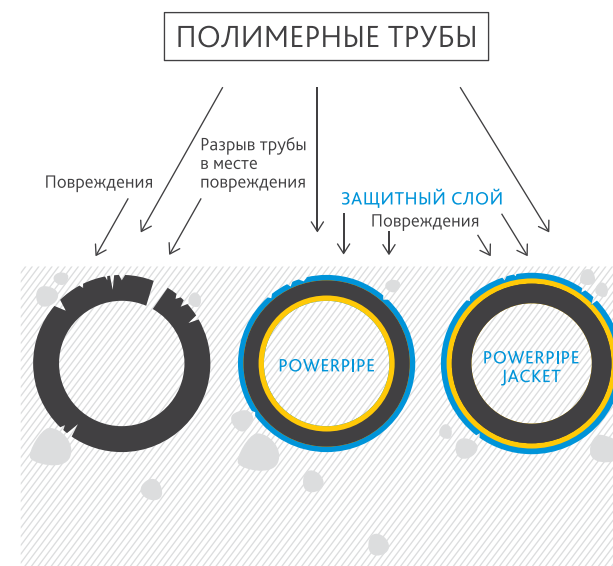 ПОЛИМЕРНЫЕ ТРУБЫ
Разрыв трубы
в месте
повреждения
Повреждения
ЗАЩИТНЫЙ СЛОЙ
Повреждения
POWERPIPE
POWERPIPE
JACKET